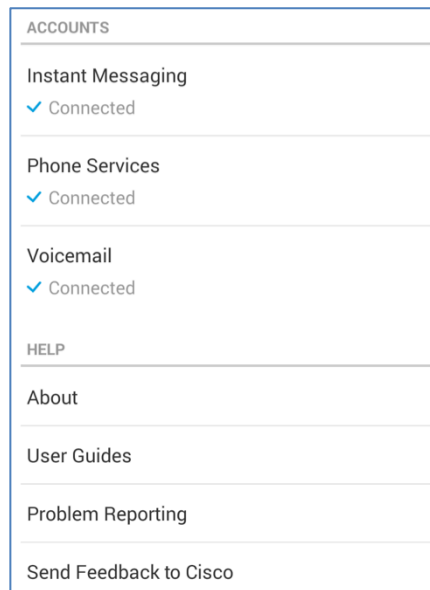 ACCOUNTS
Instant Messaging
Connected
Phone Services
Connected
Voicemail
Connected
HELP
About
User Guides
Problem Reporting
Send Feedback to Cisco